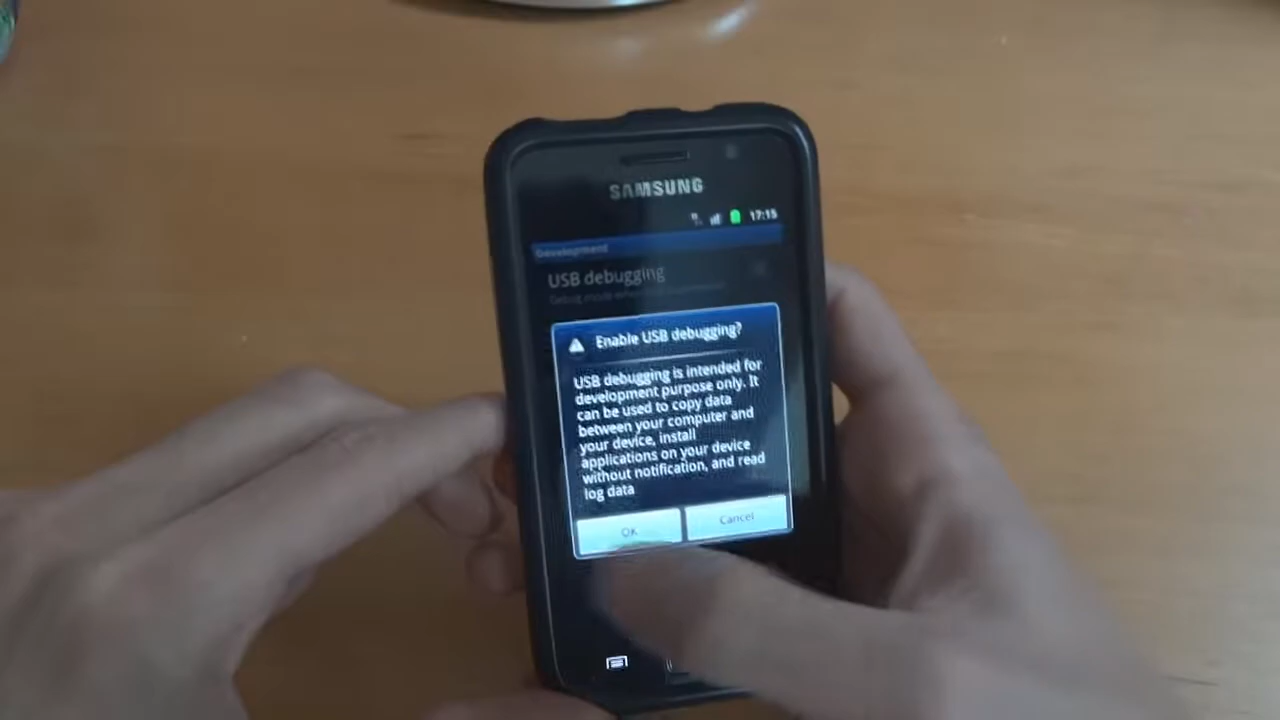 SAMSUNG
17:15
Development
USB debugging
Enable USB debugging?
USB debugging is intended for
development purpose only. It
can be used to copy data
between your computer and
your device, install
applications on your device
without notification, and read
log data
OK
Cancel